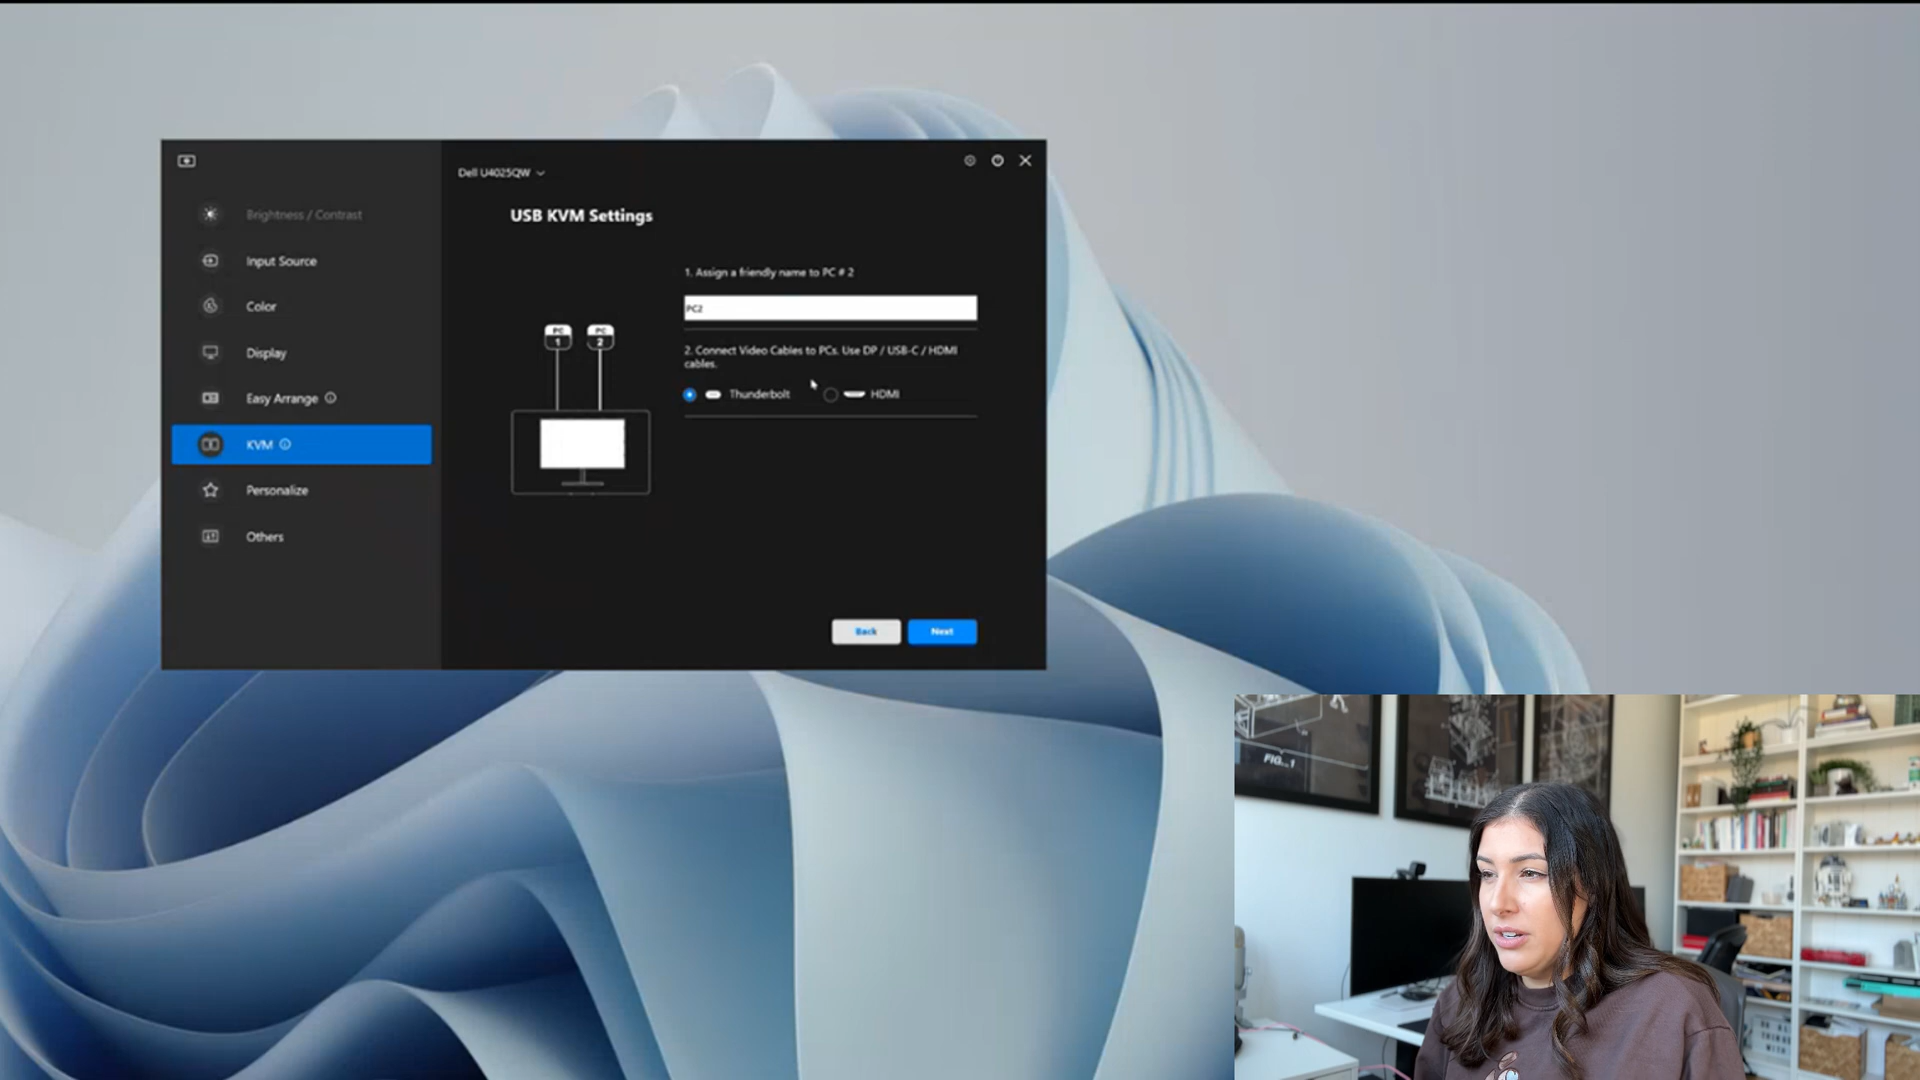 Dell U4025QW
Brightness / Contrast
Input Source
Color
Display
Easy Arrange
KVM
Personalize
Others
USB KVM Settings
1. Assign a friendly name to PC # 2
PC2
2. Connect Video Cables to PCs. Use DP / USB-C / HDMI
cables.
Thunderbolt
HDMI
PC
1
PC
2
Back
Next
FIG..1